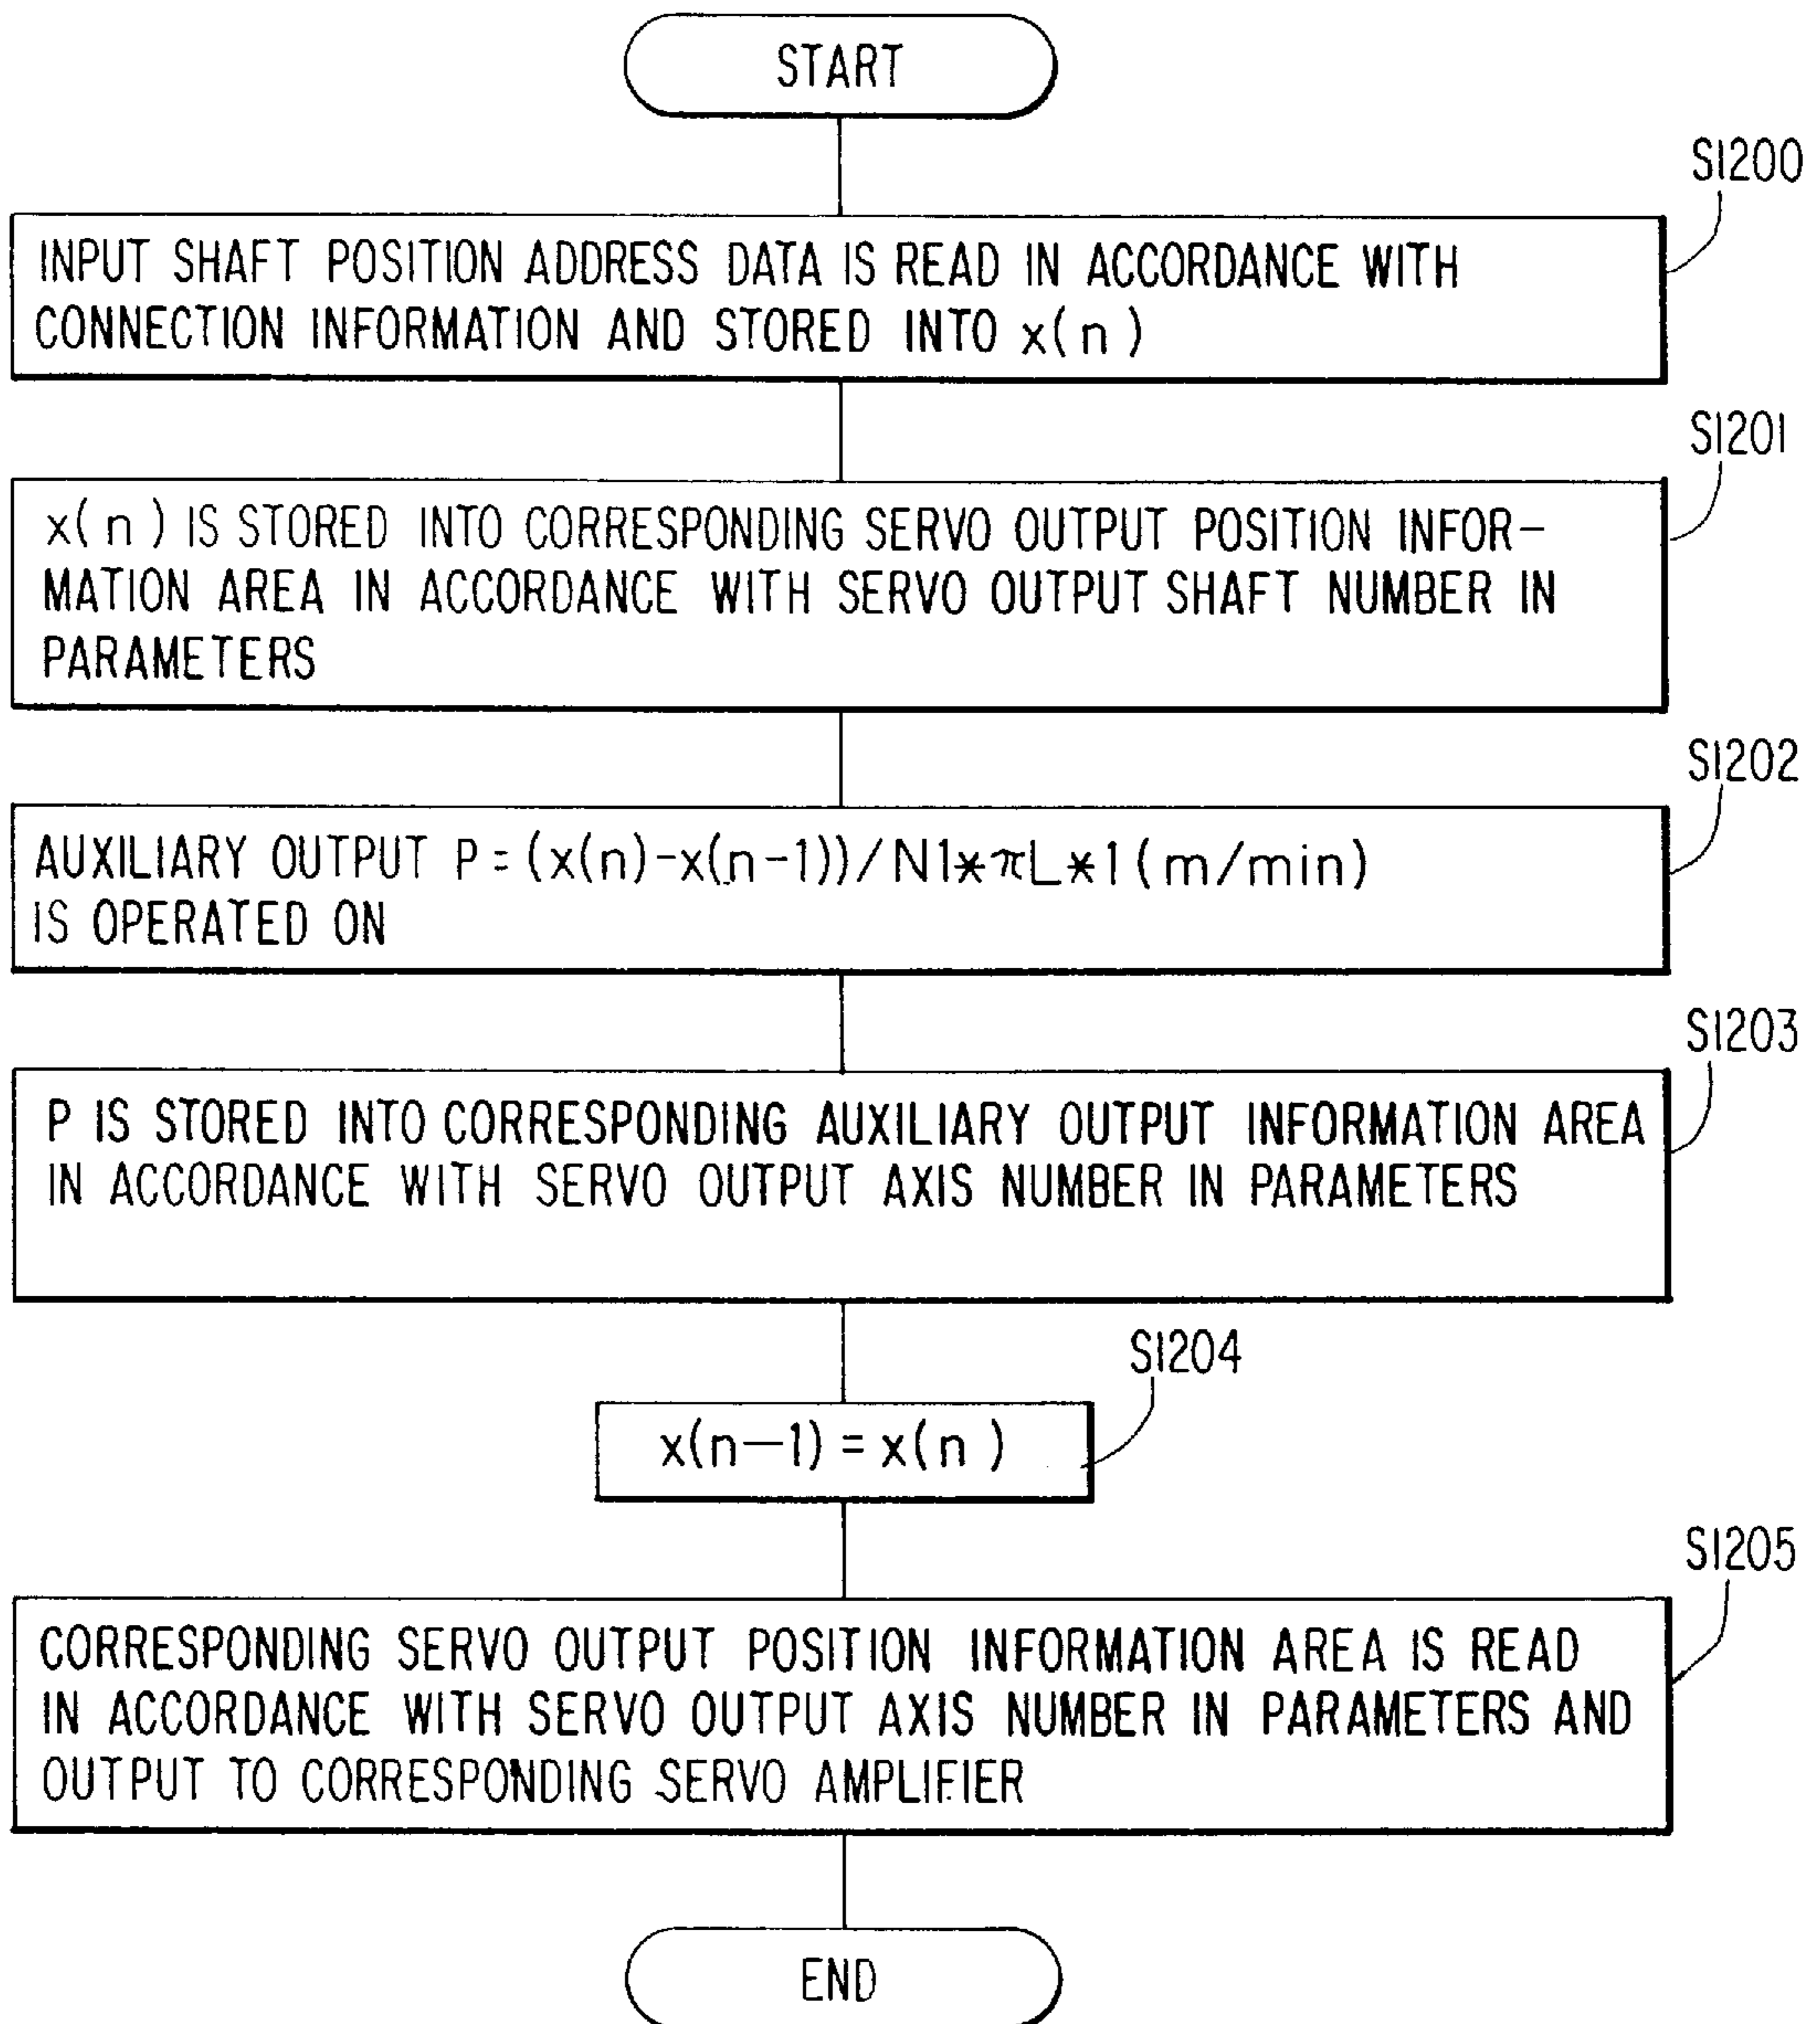 START
S1200
INPUT SHAFT POSITION ADDRESS DATA IS READ IN ACCORDANCE WITH
CONNECTION INFORMATION AND STORED INTO x(n)
S1201
x(n) IS STORED INTO CORRESPONDING SERVO OUTPUT POSITION INFOR-
MATION AREA IN ACCORDANCE WITH SERVO OUTPUT SHAFT NUMBER IN
PARAMETERS
S1202
AUXILIARY OUTPUT P=(x(n)-x(n-1))/N1*πL*1(m/min)
IS OPERATED ON
S1203
P IS STORED INTO CORRESPONDING AUXILIARY OUTPUT INFORMATION AREA
IN ACCORDANCE WITH SERVO OUTPUT AXIS NUMBER IN PARAMETERS
S1204
x(n-1) = x(n)
S1205
CORRESPONDING SERVO OUTPUT POSITION INFORMATION AREA IS READ
IN ACCORDANCE WITH SERVO OUTPUT AXIS NUMBER IN PARAMETERS AND
OUTPUT TO CORRESPONDING SERVO AMPLIFIER
END